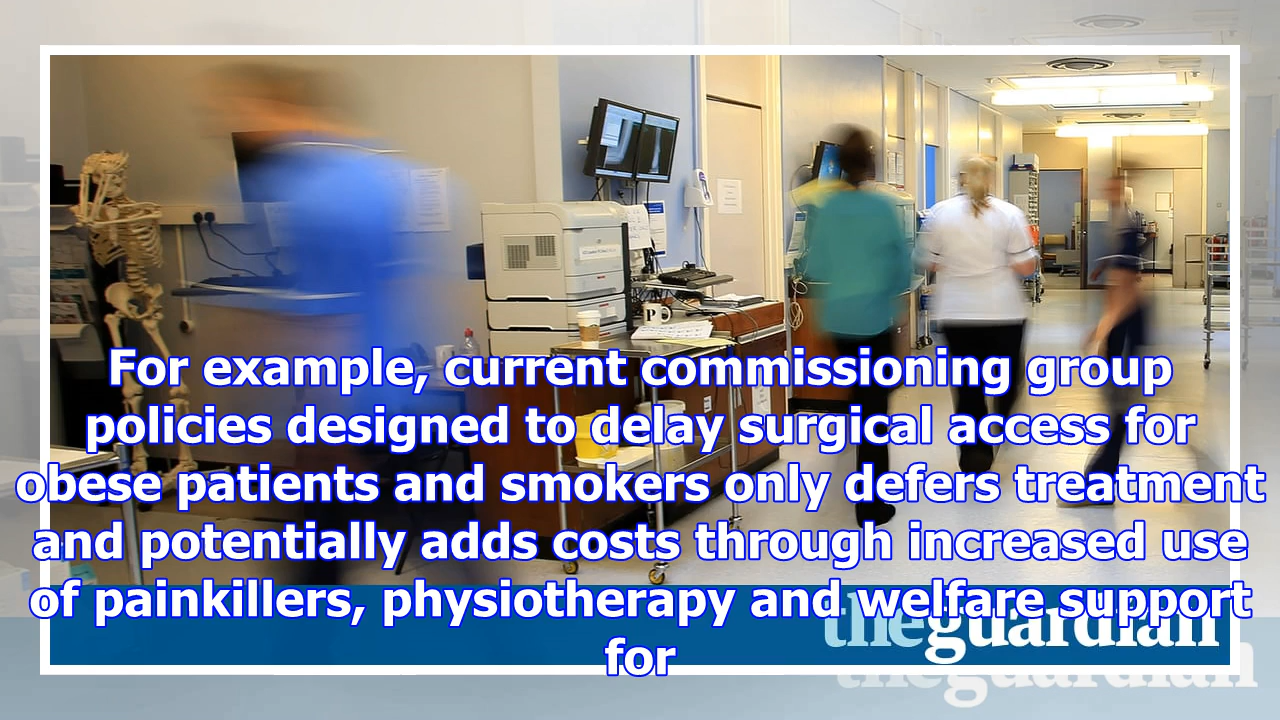 For example, current commissioning group
policies designed to delay surgical access for
obese patients and smokers only defers treatment
and potentially adds costs through increased use
of painkillers, physiotherapy and welfare support
for
theguardian
theguardian